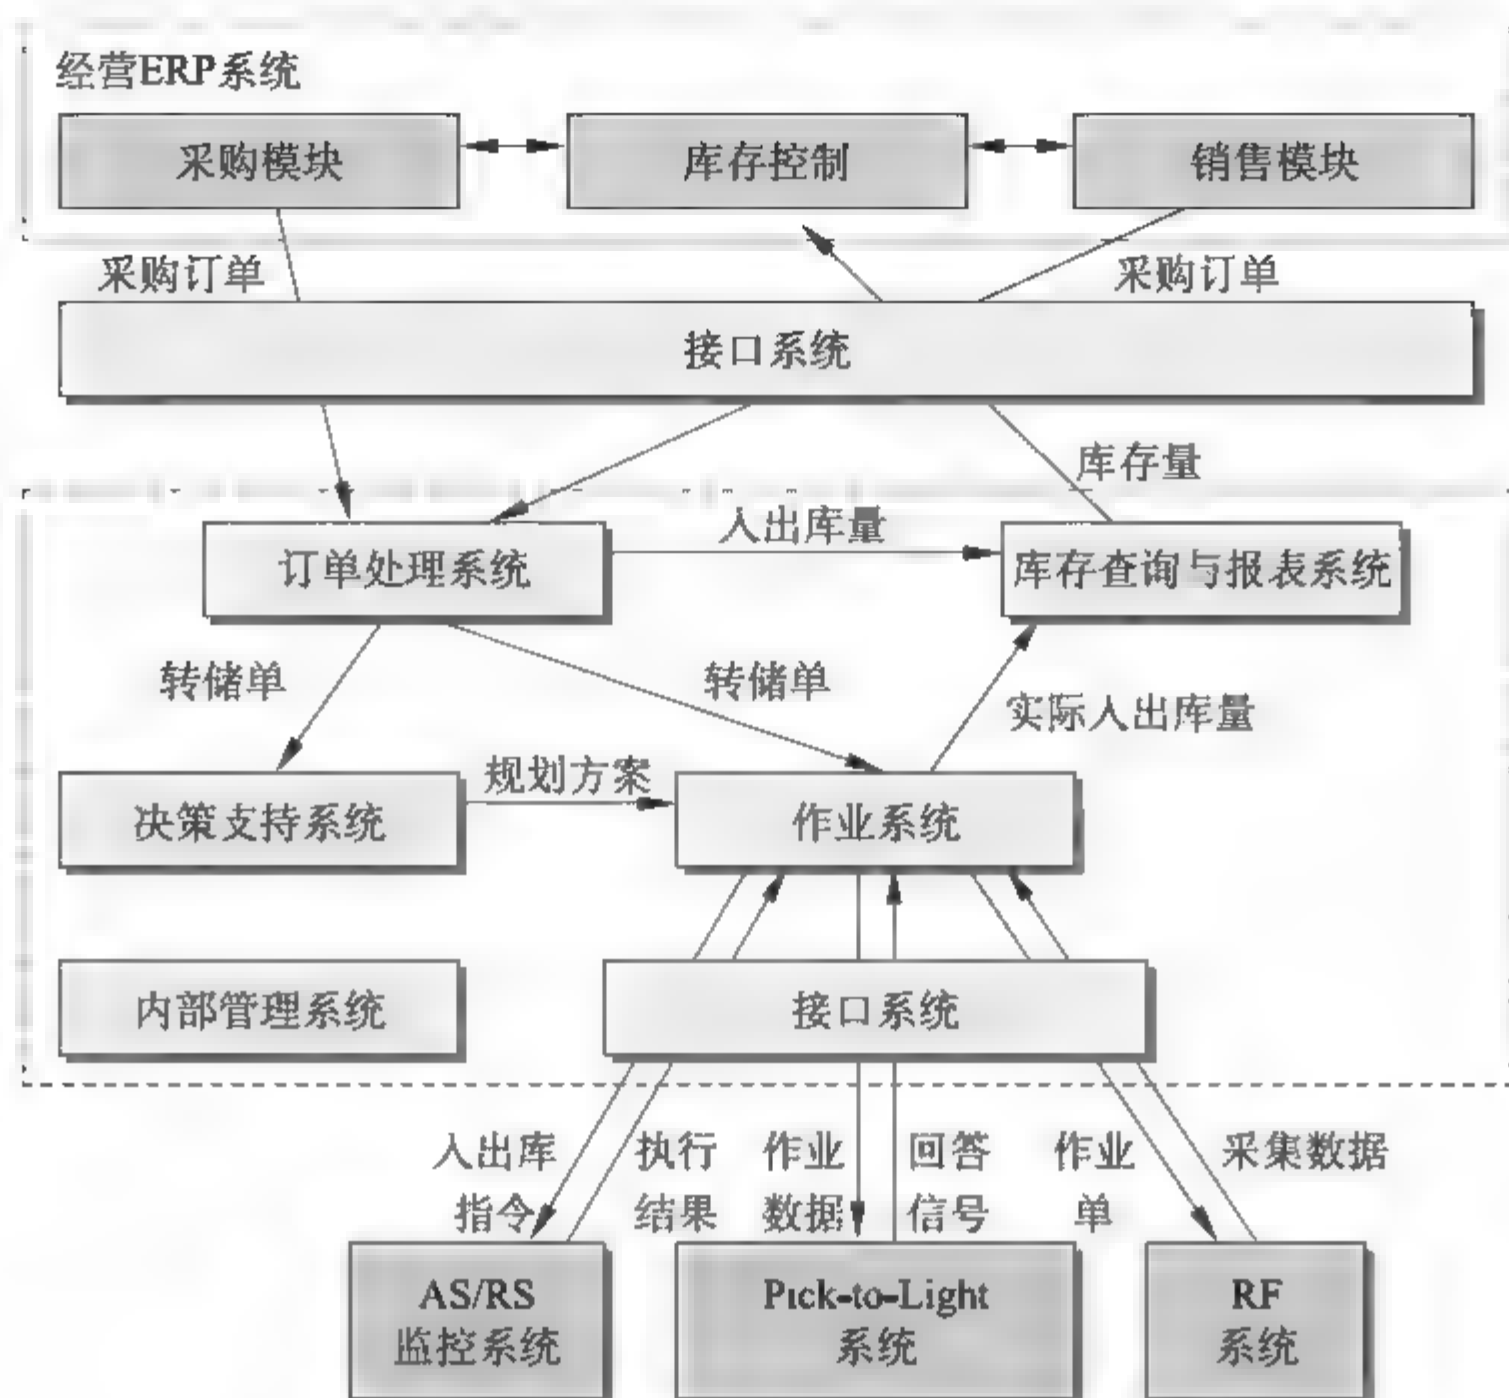 经营ERP系统
采购模块
库存控制
销售模块
采购订单
采购订单
接口系统
库存量
入出库量
订单处理系统
库存查询与报表系统
转储单
转储单
实际入出库量
规划方案
决策支持系统
作业系统
内部管理系统
接口系统
入出库
指令
执行
结果
作业
数据
回答
信号
作业
单
采集数据
AS/RS
监控系统
Pick-to-Light
系统
RF
系统